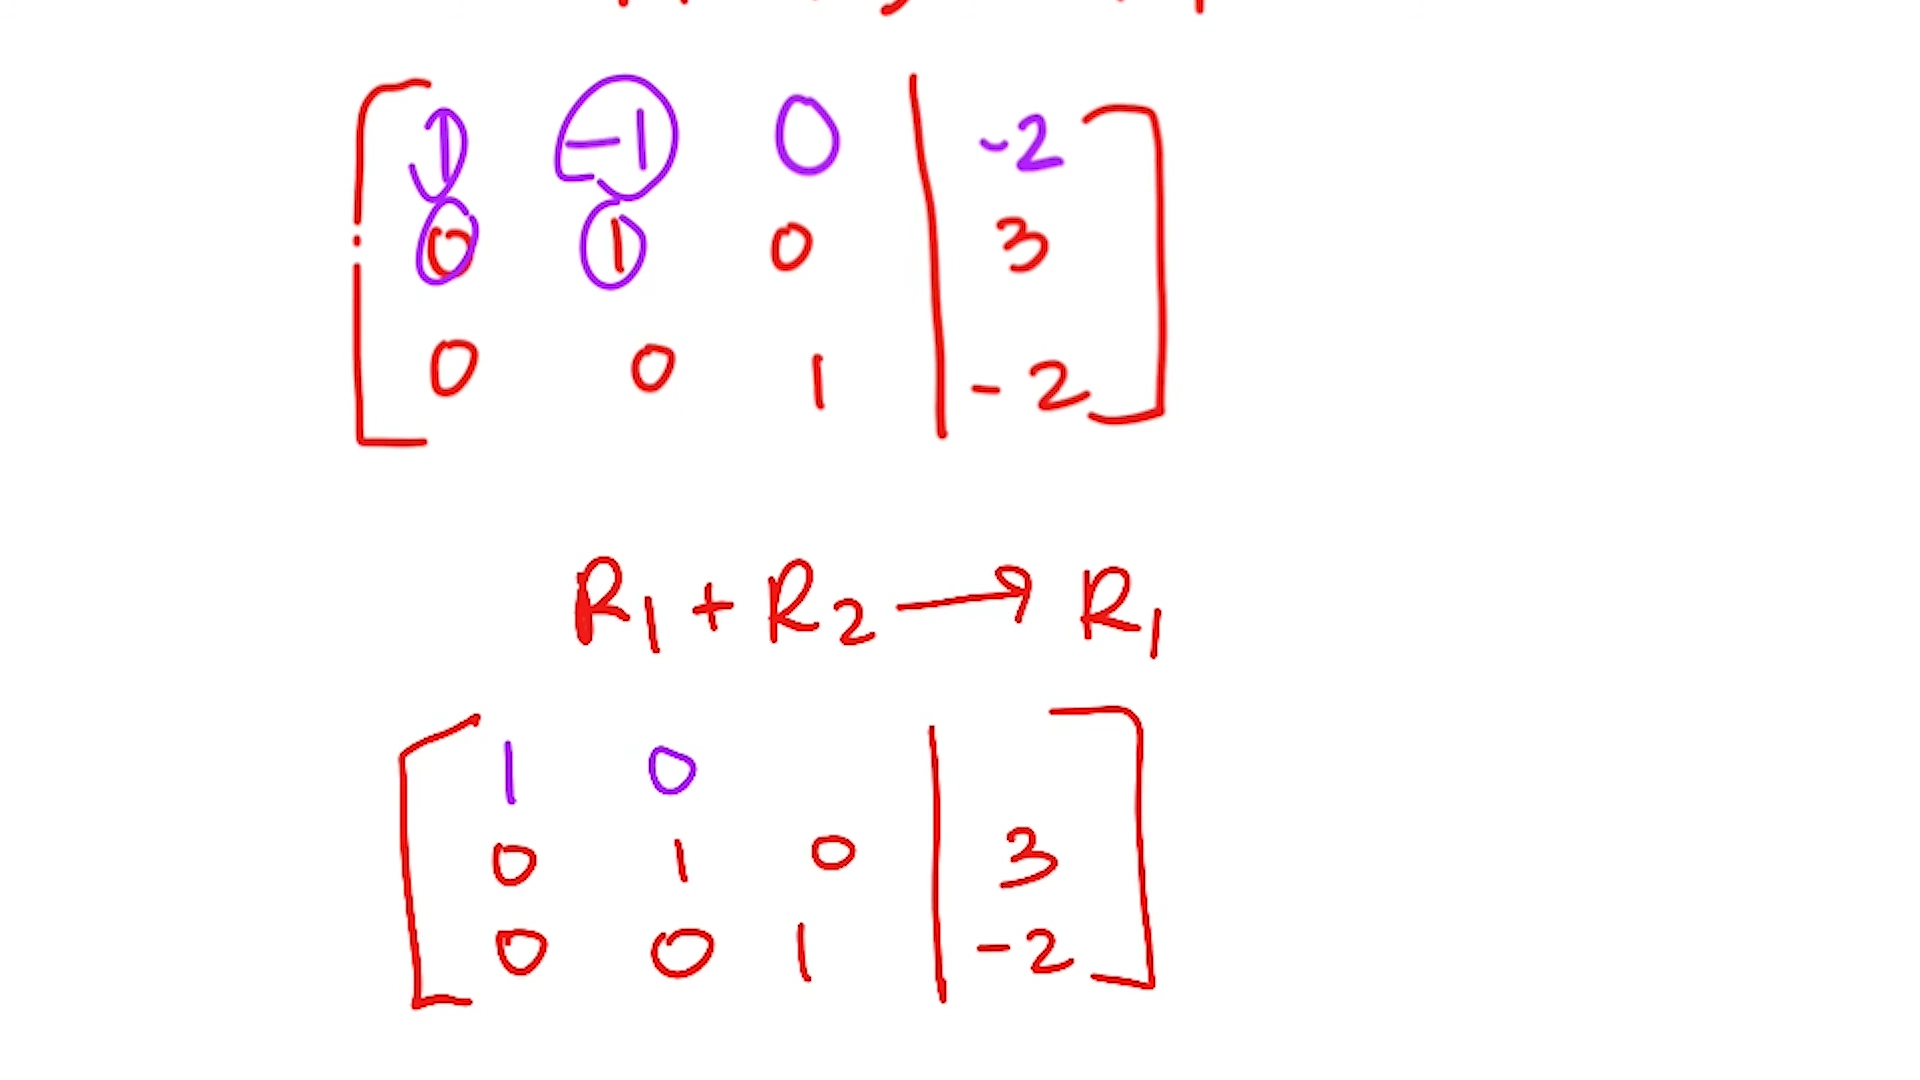 1 -1 0 | -2
0 1 0 | 3
0 0 1 | -2
R1 + R2 → R1
1 0 |
0 1 0 | 3
0 0 1 | -2